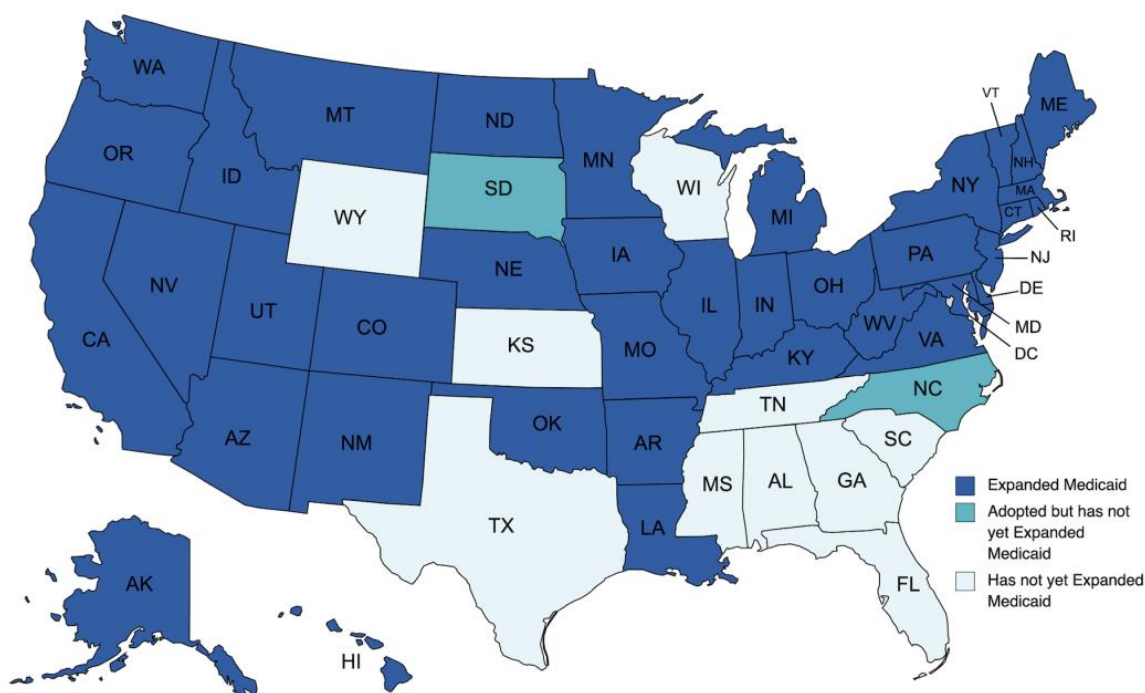 WA
VT
ME
MT
ND
OR
MN
NH
ID
SD
WI
NY
MA
WY
MI
CT
RI
IA
PA
NJ
NE
NV
OH
DE
IL
IN
UT
WV
CA
CO
MD
KS
MO
VA
KY
DC
NC
TN
OK
AZ
NM
AR
SC
MS
AL
GA
TX
LA
FL
AK
HI
Expanded Medicaid
Adopted but has not
yet Expanded
Medicaid
Has not yet Expanded
Medicaid